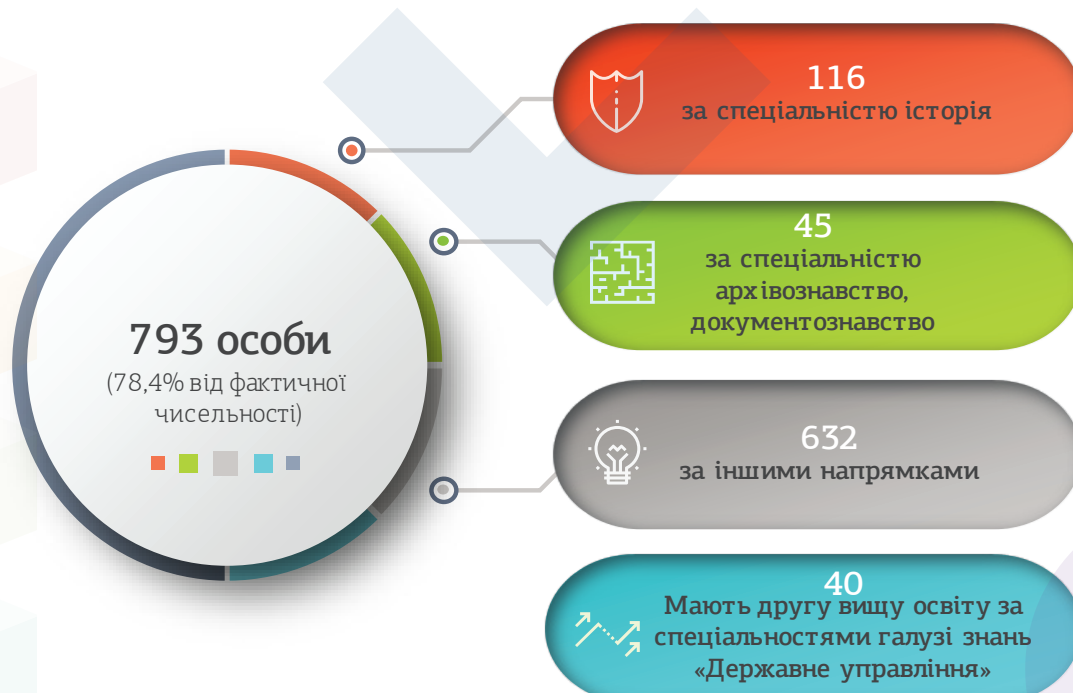 793 особи
(78,4% від фактичної
чисельності)
116
за спеціальністю історія
45
за спеціальністю
архівознавство,
документознавство
632
за іншими напрямками
40
Мають другу вищу освіту за
спеціальностями галузі знань
«Державне управління»